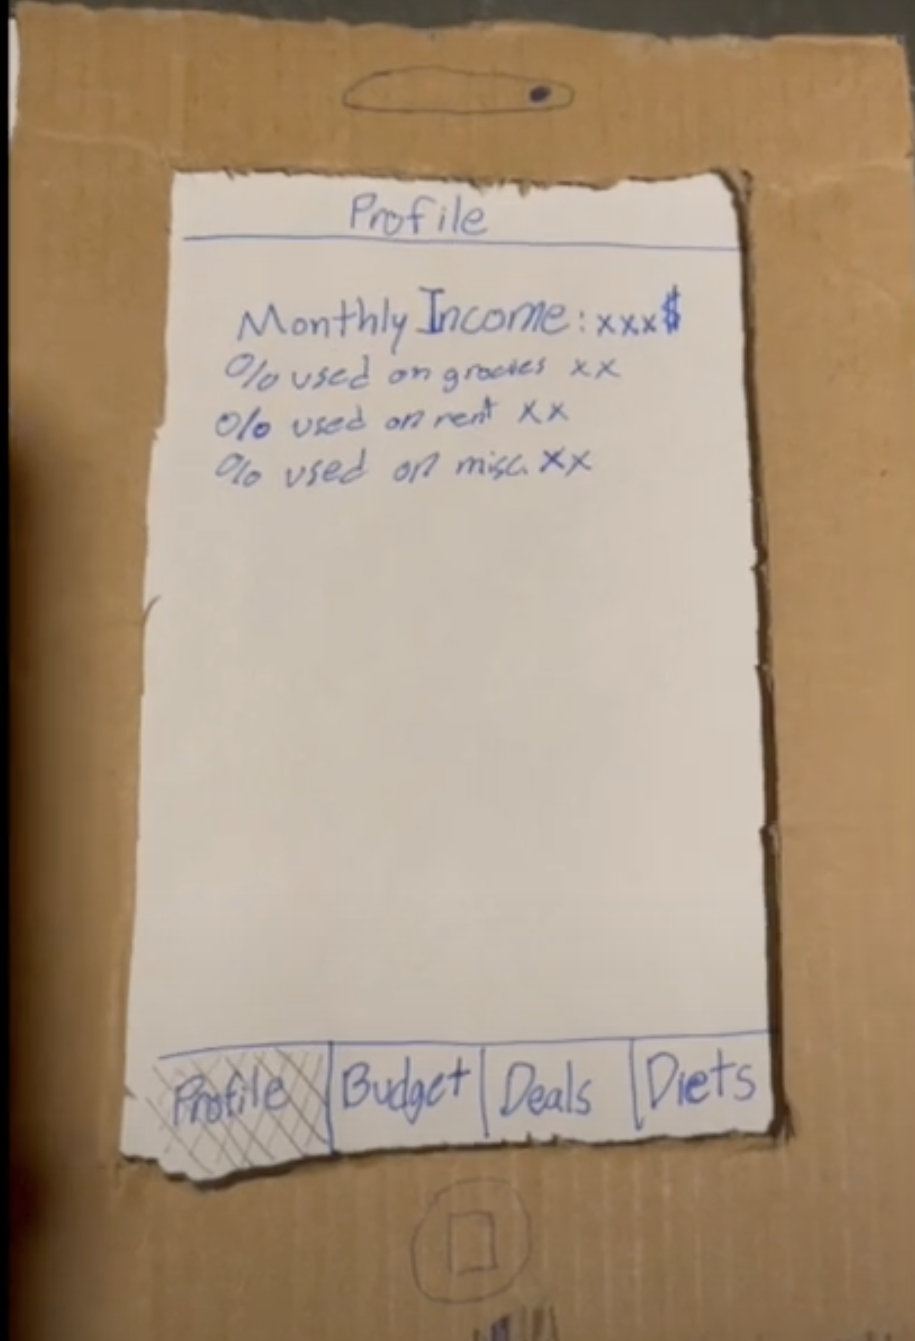 Profile
Monthly Income: xxx$
% used on grocies xx
% used on rent xx
% used on misc. xx
Profile
Budget
Deals
Diets